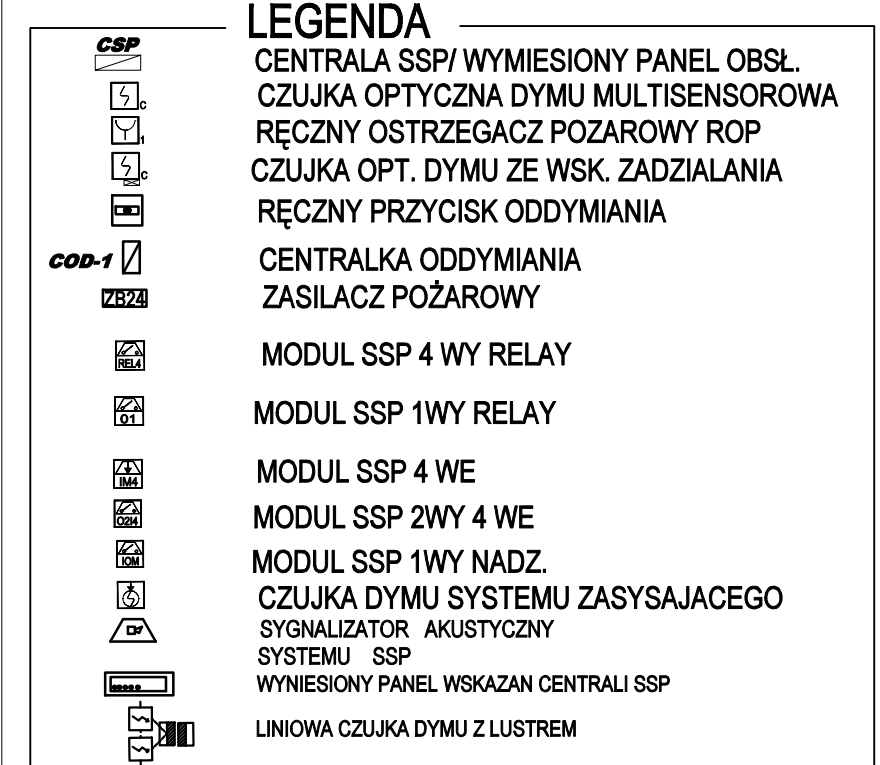 LEGENDA
CSP CENTRALA SSP/ WYMIESIONY PANEL OBSŁ.
C CZUJKA OPTYCZNA DYMU MULTISENSOROWA
1 RĘCZNY OSTRZEGACZ POZAROWY ROP
C CZUJKA OPT. DYMU ZE WSK. ZADZIALANIA
RĘCZNY PRZYCISK ODDYMIANIA
COD-1 CENTRALKA ODDYMIANIA
ZB24 ZASILACZ POŻAROWY
REL4 MODUL SSP 4 WY RELAY
O1 MODUL SSP 1WY RELAY
IM4 MODUL SSP 4 WE
O2I4 MODUL SSP 2WY 4 WE
IOM MODUL SSP 1WY NADZ.
CZUJKA DYMU SYSTEMU ZASYSAJACEGO
SYGNALIZATOR AKUSTYCZNY
SYSTEMU SSP
WYNIESIONY PANEL WSKAZAN CENTRALI SSP
LINIOWA CZUJKA DYMU Z LUSTREM